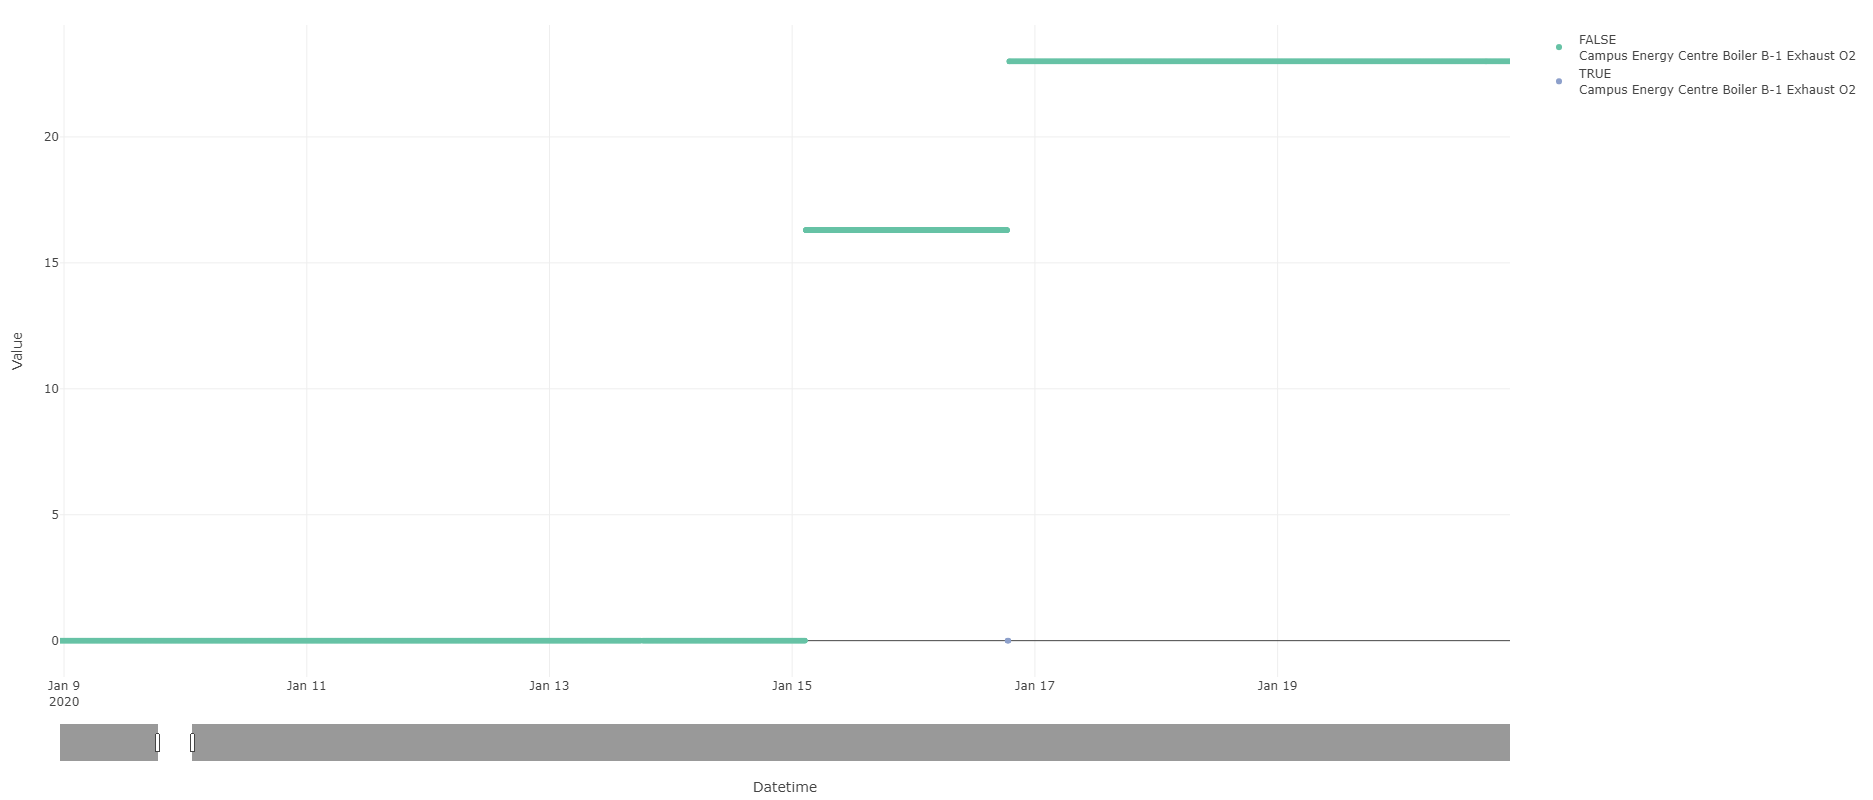 FALSE
Campus Energy Centre Boiler B-1 Exhaust O2
TRUE
Campus Energy Centre Boiler B-1 Exhaust O2
20
15
10
5
0
Value
Jan 9
2020
Jan 11
Jan 13
Jan 15
Jan 17
Jan 19
Datetime